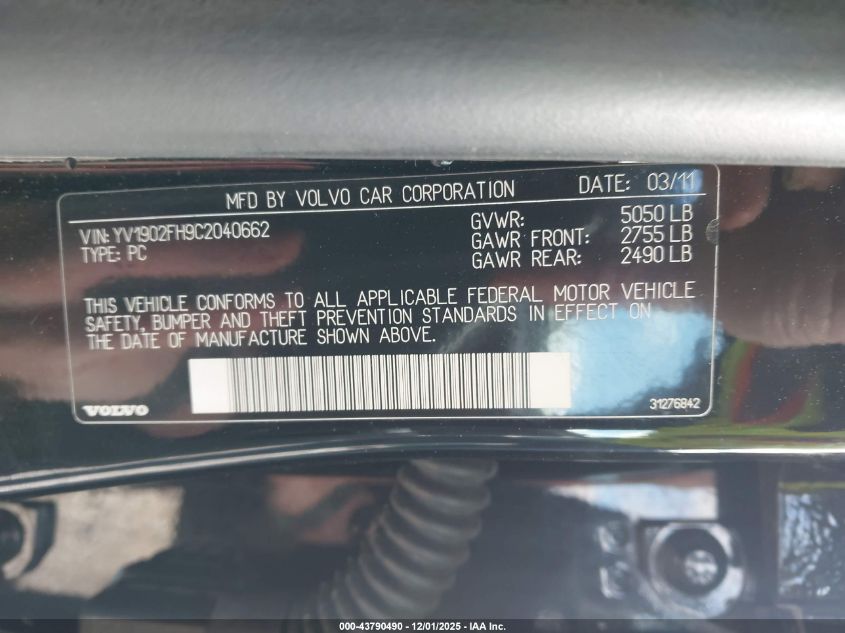 MFD BY VOLVO CAR CORPORATION DATE: 03/11
VIN: YV1902FH9C2040662
TYPE: PC
GVWR: 5050 LB
GAWR FRONT: 2755 LB
GAWR REAR: 2490 LB
THIS VEHICLE CONFORMS TO ALL APPLICABLE FEDERAL MOTOR VEHICLE
SAFETY, BUMPER AND THEFT PREVENTION STANDARDS IN EFFECT ON
THE DATE OF MANUFACTURE SHOWN ABOVE.
VOLVO 31276842
000-43790490 - 12/01/2025 - IAA Inc.